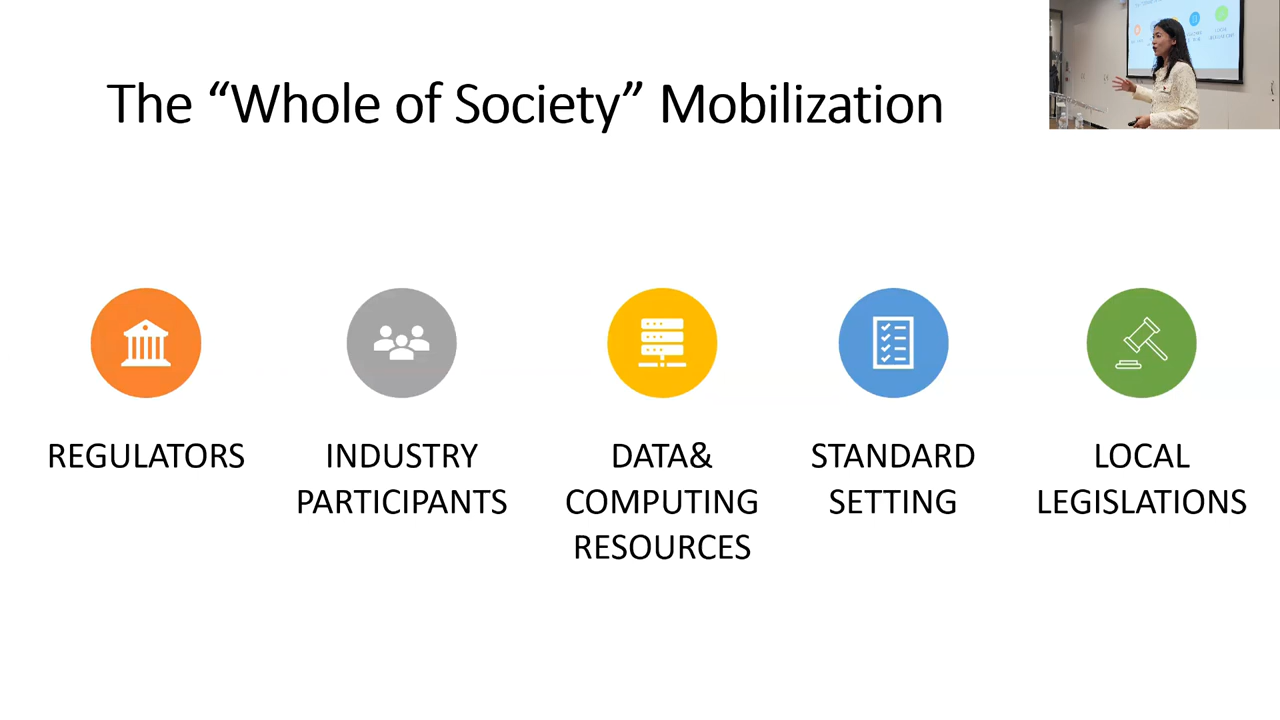 The “Whole of Society” Mobilization
REGULATORS
INDUSTRY
PARTICIPANTS
DATA&
COMPUTING
RESOURCES
STANDARD
SETTING
LOCAL
LEGISLATIONS